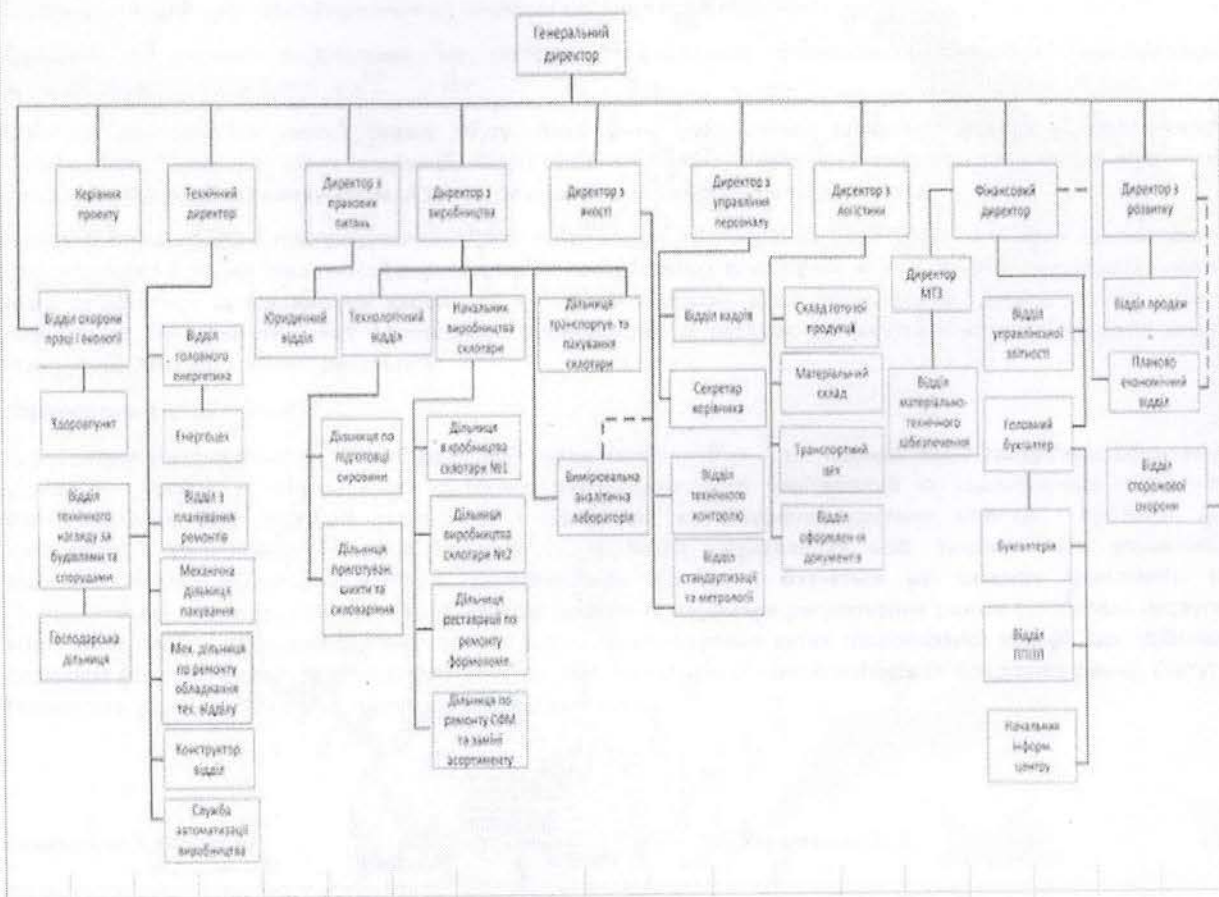 Генеральний
директор
Керівник
проекту
Технічний
директор
Директор з
правових
питань
Директор з
виробництва
Директор з
якості
Директор з
управління
персоналу
Директор з
логістики
Фінансовий
директор
Директор з
розвитку
Директор
МТЗ
Відділ охорони
праці і екології
Відділ
головного
енергетика
Юридичний
відділ
Технологічний
відділ
Начальник
виробництва
склотари
Дільниця
транспортув. та
пакування
склотари
Відділ кадрів
Склад готової
продукції
Відділ
управлінської
звітності
Відділ продаж
Здоровпункт
Енергоцех
Секретар
керівника
Матеріальний
склад
Відділ
матеріально-
технічного
забезпечення
Планово
економічний
відділ
Дільниця по
підготовці
сировини
Дільниця
виробництва
склотари №1
Вимірювальна
аналітична
лабораторія
Транспортний
цех
Головний
бухгалтер
Відділ
технічного
нагляду за
будівлями та
спорудами
Відділ з
планування
ремонтів
Дільниця
виробництва
склотари №2
Відділ
технічного
контролю
Відділ
оформлення
документів
Відділ
сторожової
охорони
Дільниця
приготуван.
шихти та
скловаріння
Механічна
дільниця
пакування
Відділ
стандартизації
та метрології
Бухгалтерія
Господарська
дільниця
Мех. дільниця
по ремонту
обладнання
тех. відділу
Дільниця
реставрації по
ремонту
формокомп.
Відділ
Конструктор.
відділ
Дільниця по
ремонту СФМ
та заміні
асортименту
Начальник
інформ.
центру
Служба
автоматизації
виробництва